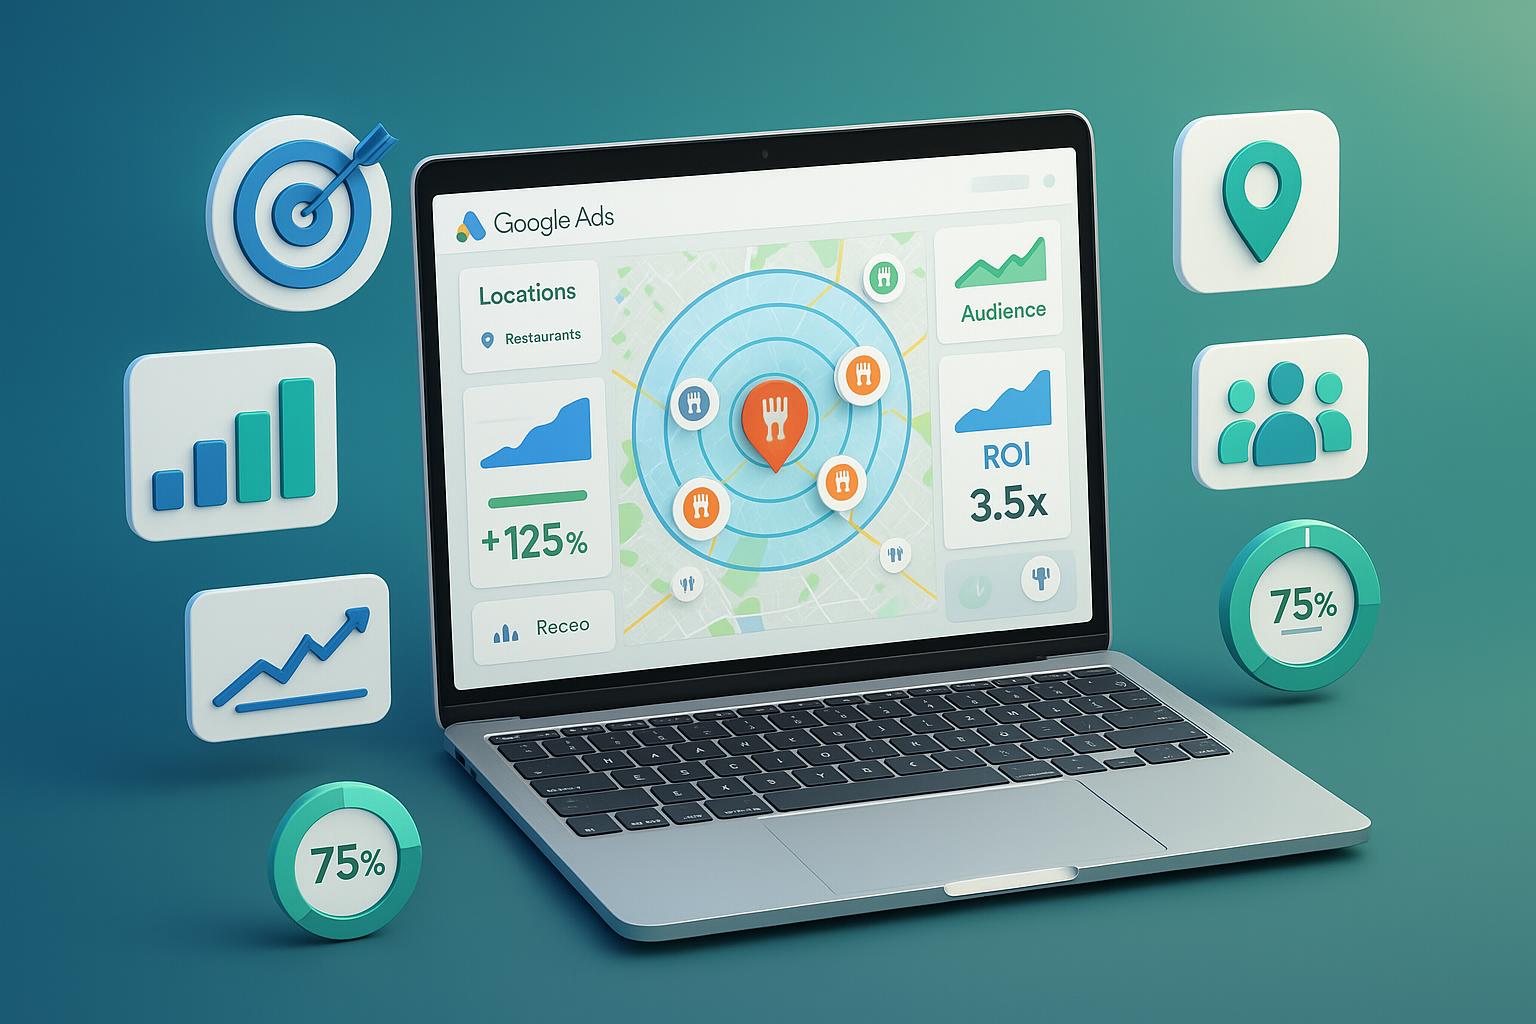 Google Ads
Locations
Restaurants
+125%
Receo
Audience
ROI
3.5x
75%
75%